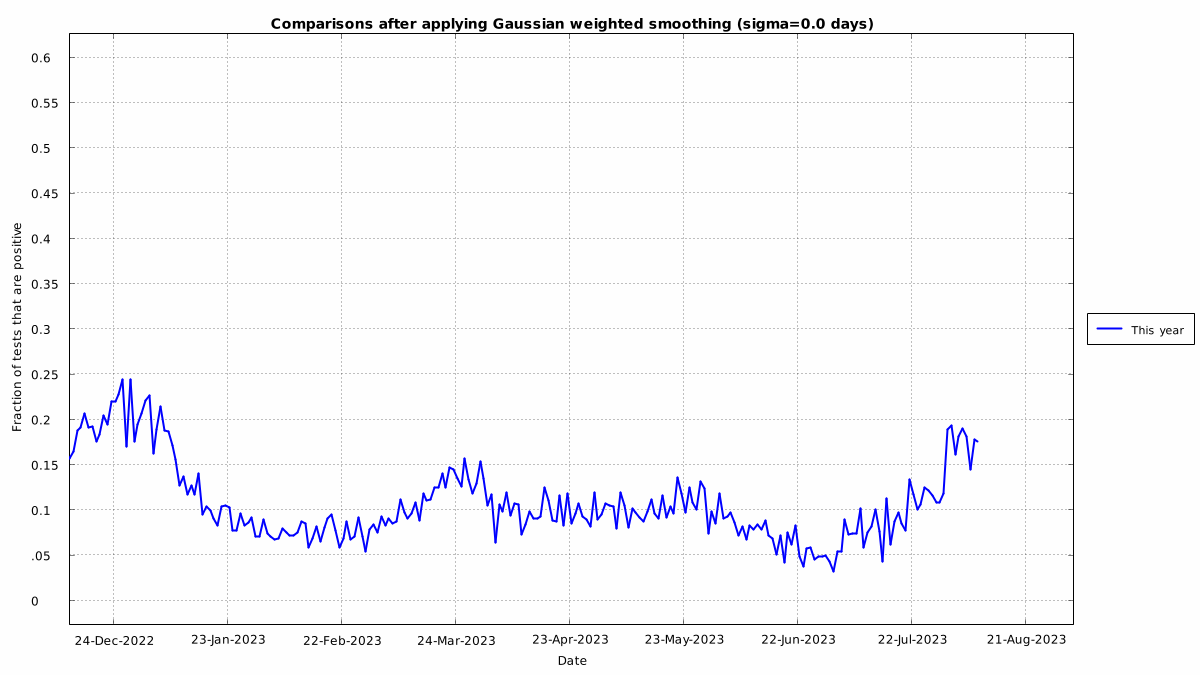 Comparisons after applying Gaussian weighted smoothing (sigma=0.0 days)
Fraction of tests that are positive
0.6
0.55
0.5
0.45
0.4
0.35
0.3
0.25
0.2
0.15
0.1
.05
0
24-Dec-2022 23-Jan-2023 22-Feb-2023 24-Mar-2023 23-Apr-2023 23-May-2023 22-Jun-2023 22-Jul-2023 21-Aug-2023
Date
This year